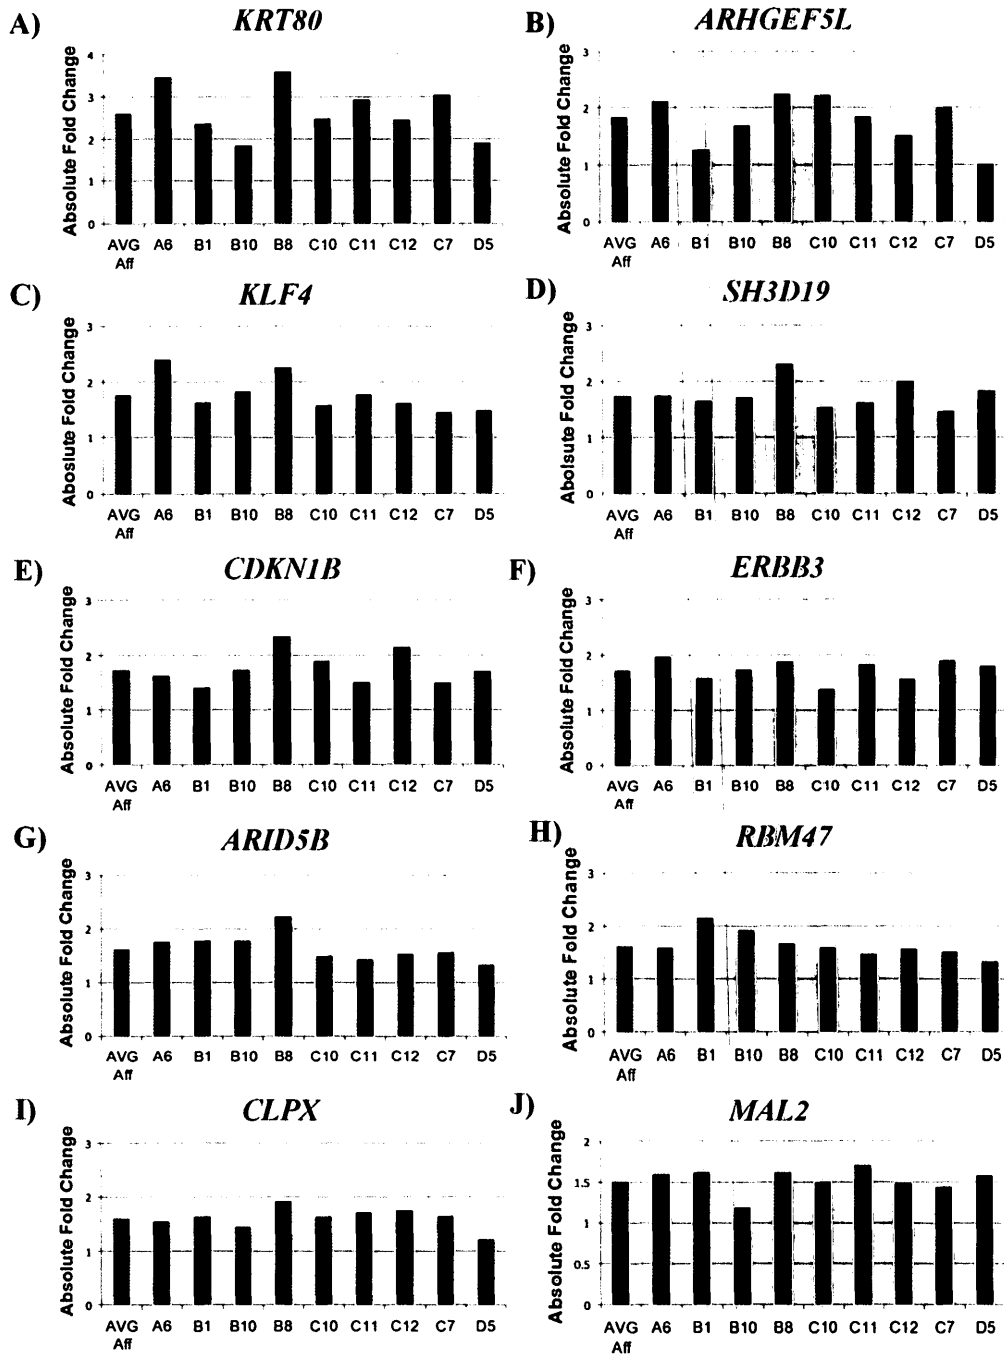 A) KRT80
Absolute Fold Change
4
3
2
1
0
AVG Aff A6 B1 B10 B8 C10 C11 C12 C7 D5
B) ARHGEF5L
Absolute Fold Change
3
2
1
0
AVG Aff A6 B1 B10 B8 C10 C11 C12 C7 D5
C) KLF4
Aboslute Fold Change
3
2
1
0
AVG Aff A6 B1 B10 B8 C10 C11 C12 C7 D5
D) SH3D19
Abolsute Fold Change
3
2
1
0
AVG Aff A6 B1 B10 B8 C10 C11 C12 C7 D5
E) CDKN1B
Absolute Fold Change
3
2
1
0
AVG Aff A6 B1 B10 B8 C10 C11 C12 C7 D5
F) ERBB3
Absolute Fold Change
3
2
1
0
AVG Aff A6 B1 B10 B8 C10 C11 C12 C7 D5
G) ARID5B
Absolute Fold Change
3
2
1
0
AVG Aff A6 B1 B10 B8 C10 C11 C12 C7 D5
H) RBM47
Absolute Fold Change
3
2
1
0
AVG Aff A6 B1 B10 B8 C10 C11 C12 C7 D5
I) CLPX
Absolute Fold Change
3
2
1
0
AVG Aff A6 B1 B10 B8 C10 C11 C12 C7 D5
J) MAL2
Absolute Fold Change
2
1.5
1
0.5
0
AVG Aff A6 B1 B10 B8 C10 C11 C12 C7 D5